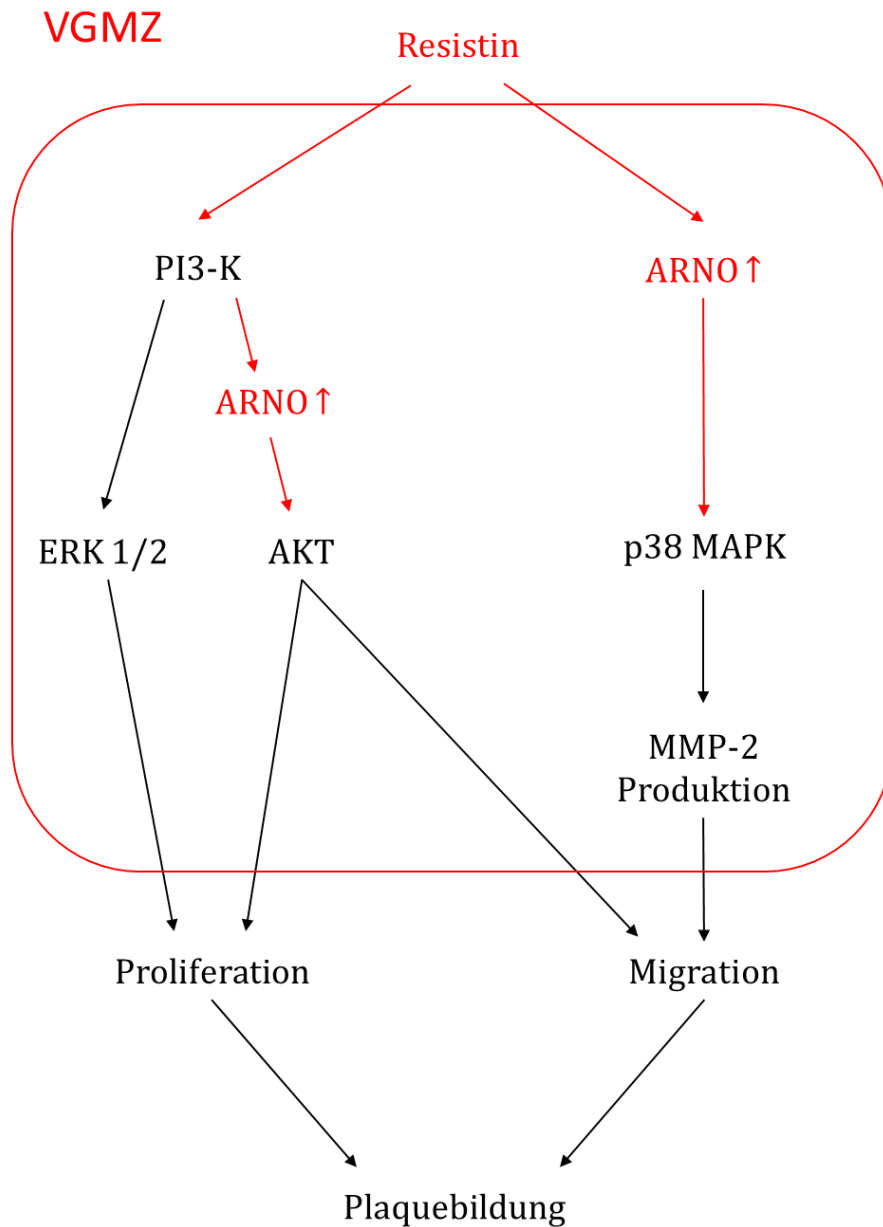 VGMZ
Resistin
PI3-K
ARNO↑
ARNO↑
ERK 1/2
AKT
p38 MAPK
MMP-2
Produktion
Proliferation
Migration
Plaquebildung